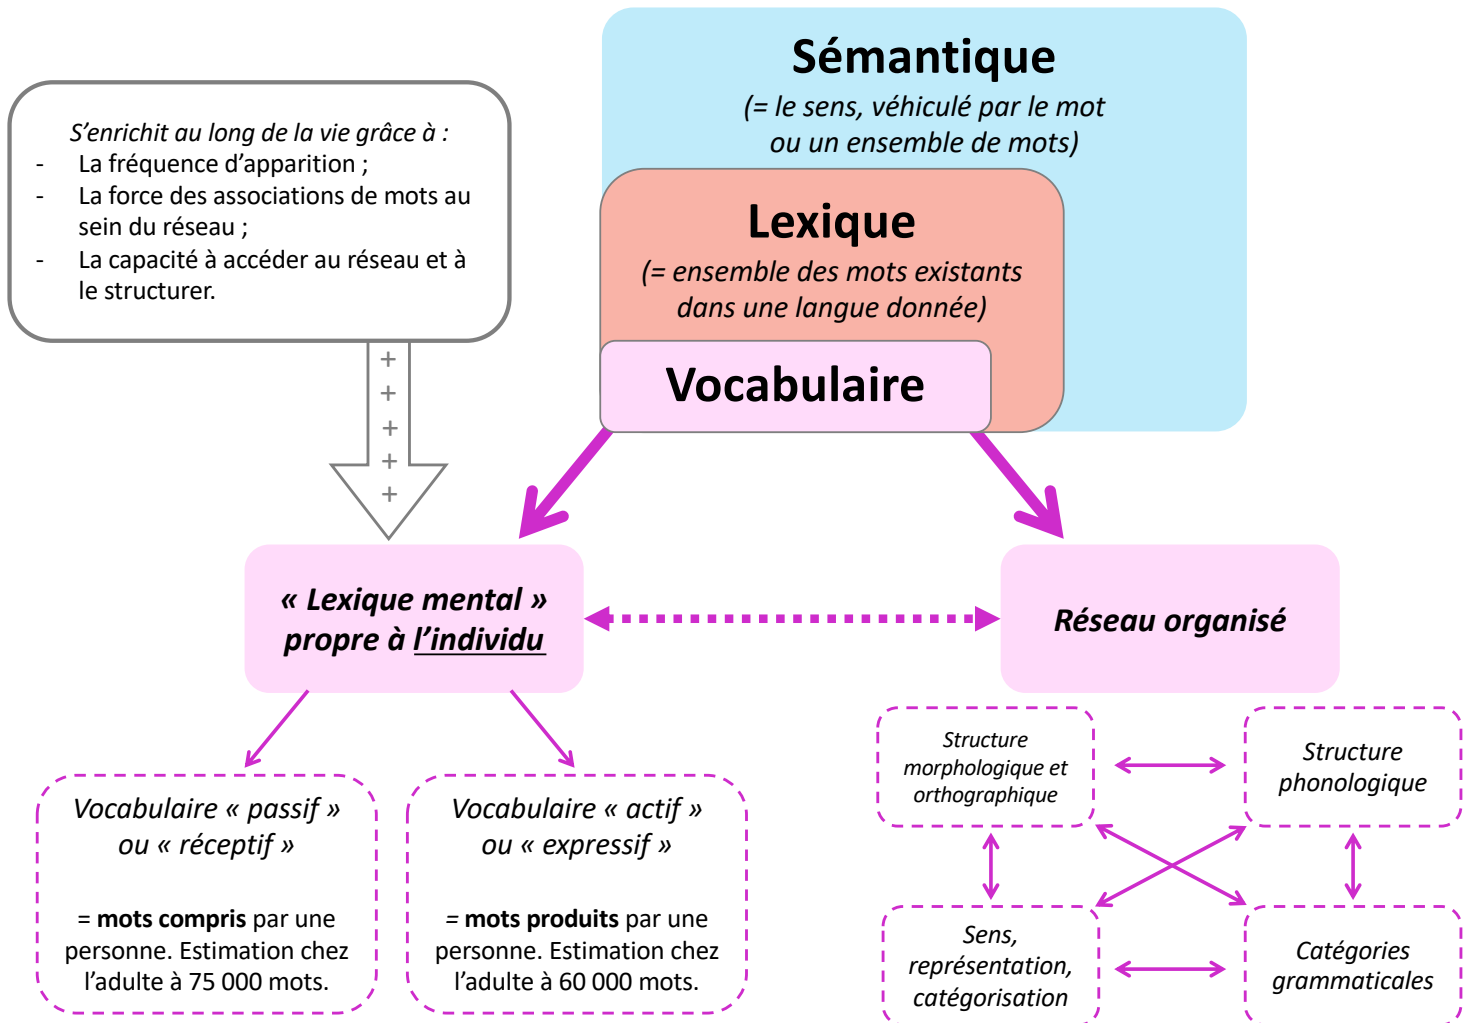 Sémantique
(= le sens, véhiculé par le mot
ou un ensemble de mots)
S’enrichit au long de la vie grâce à :
- La fréquence d’apparition ;
- La force des associations de mots au
sein du réseau ;
- La capacité à accéder au réseau et à
le structurer.
Lexique
(= ensemble des mots existants
dans une langue donnée)
Vocabulaire
+
+
+
+
+
« Lexique mental »
propre à l’individu
Réseau organisé
Vocabulaire « passif »
ou « réceptif »
= mots compris par une
personne. Estimation chez
l’adulte à 75 000 mots.
Vocabulaire « actif »
ou « expressif »
= mots produits par une
personne. Estimation chez
l’adulte à 60 000 mots.
Structure
morphologique et
orthographique
Structure
phonologique
Sens,
représentation,
catégorisation
Catégories
grammaticales